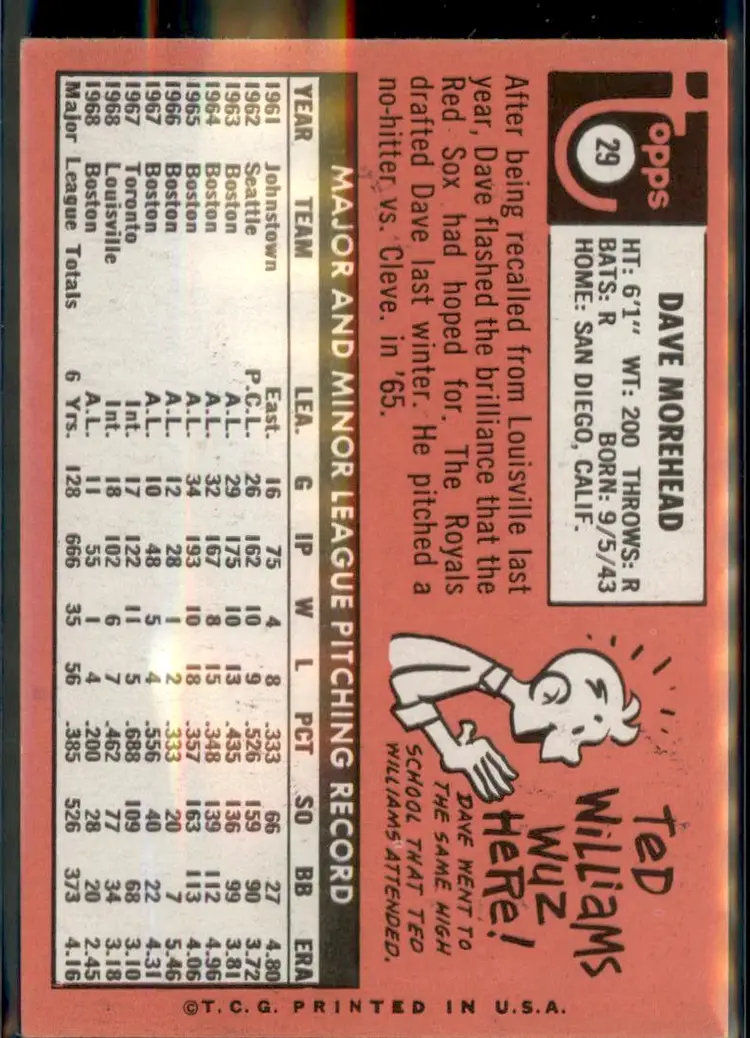 Topps
29
DAVE MOREHEAD
HT: 6'1" WT: 200 THROWS: R
BATS: R BORN: 9/5/43
HOME: SAN DIEGO, CALIF.
After being recalled from Louisville last
year, Dave flashed the brilliance that the
Red Sox had hoped for. The Royals
drafted Dave last winter. He pitched a
no-hitter vs. Cleve. in '65.
TED
WiLLiAMS
WUZ
HERe!
DAVE WENT TO
THE SAME HIGH
SCHOOL THAT TED
WILLIAMS ATTENDED.
MAJOR AND MINOR LEAGUE PITCHING RECORD
YEAR TEAM LEA. G IP W L PCT SO BB ERA
1961 Johnstown East. 16 75 4 8 .333 66 27 4.80
1962 Seattle P.C.L. 26 162 10 9 .526 159 90 3.72
1963 Boston A.L. 29 175 10 13 .435 136 99 3.81
1964 Boston A.L. 32 167 8 15 .348 139 112 4.96
1965 Boston A.L. 34 193 10 18 .357 163 113 4.06
1966 Boston A.L. 12 28 1 2 .333 20 7 5.46
1967 Boston A.L. 10 48 5 4 .556 40 22 4.31
1967 Toronto Int. 17 122 11 5 .688 109 68 3.10
1968 Louisville Int. 18 102 6 7 .462 77 34 3.18
1968 Boston A.L. 11 55 1 4 .200 28 20 2.45
Major League Totals 6 Yrs. 128 666 35 56 .385 526 373 4.16
©T.C.G. PRINTED IN U.S.A.